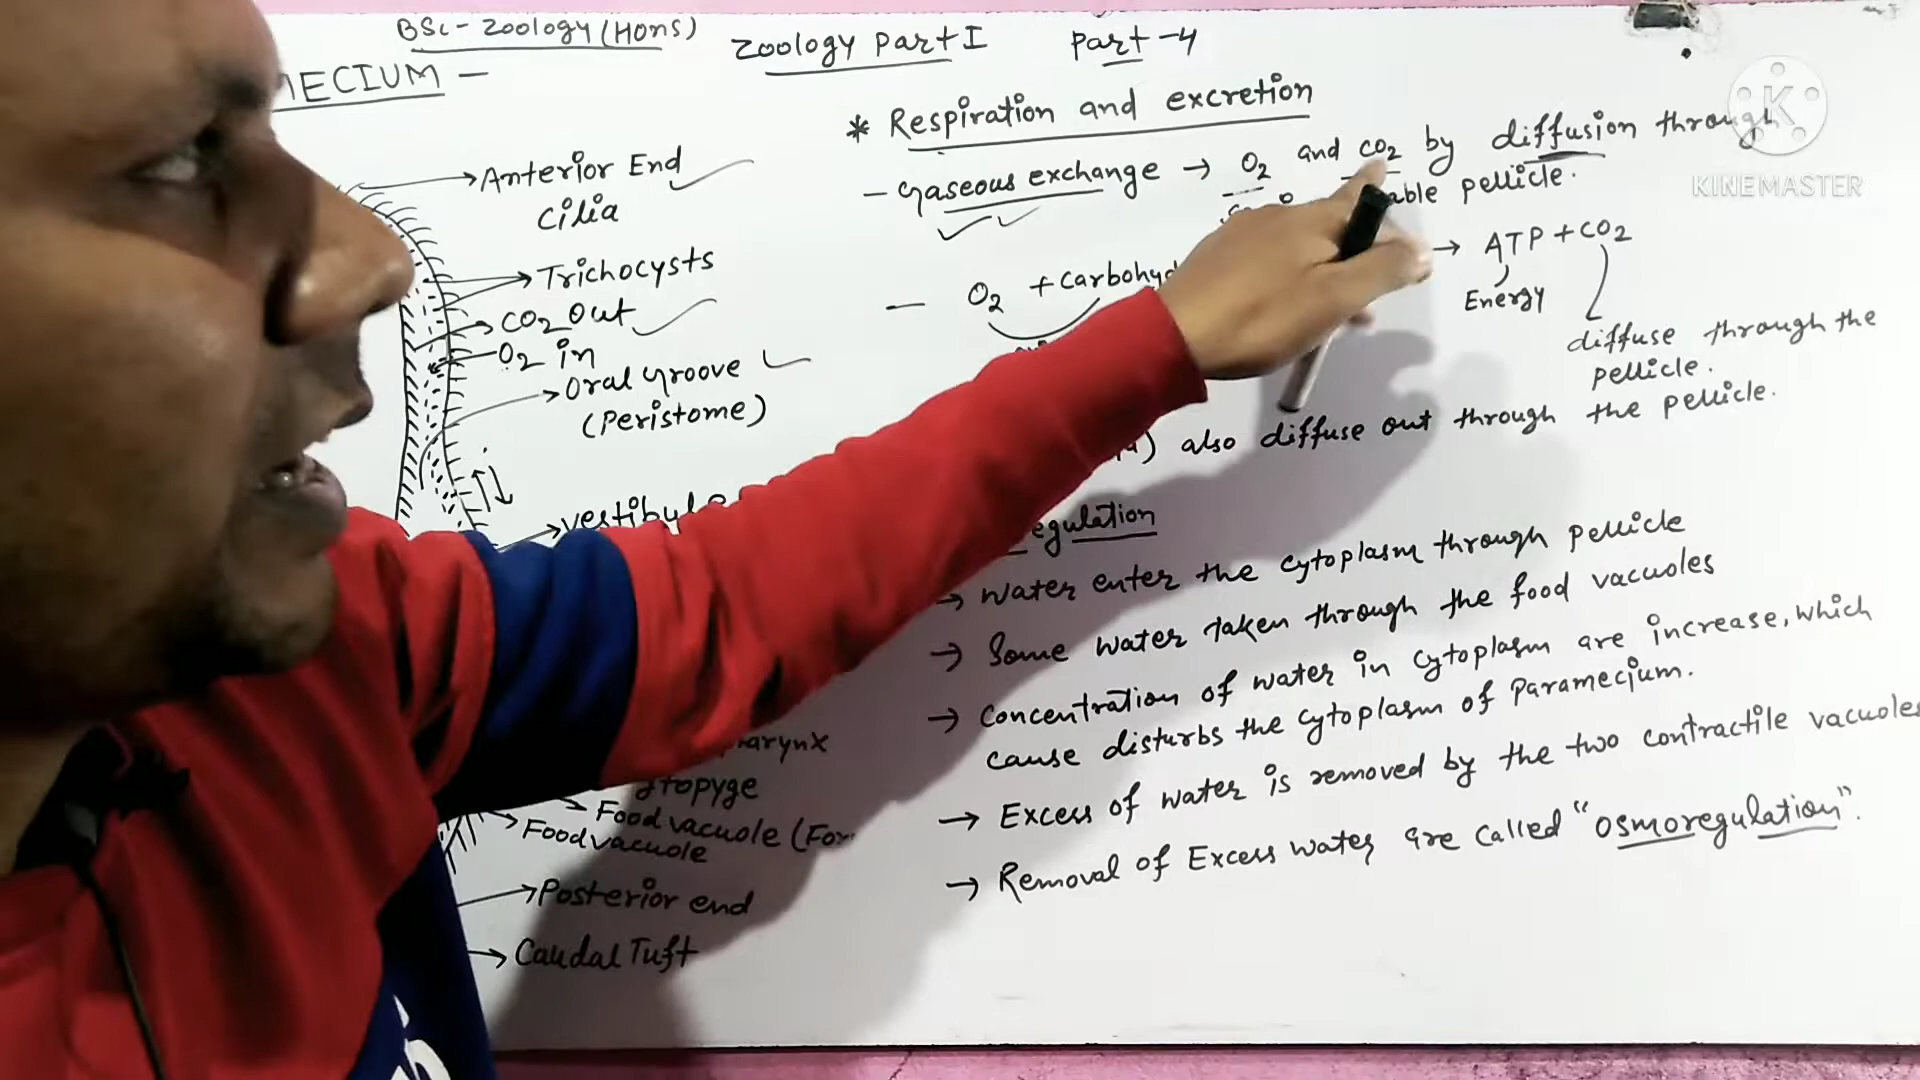 BSc - Zoology (Hons)
Zoology Part I Part - 4
MECIUM -
* Respiration and excretion
- Gaseous exchange → O2 and CO2 by diffusion through
able pellicle.
- O2 + Carbohyd → ATP + CO2
Energy
diffuse through the
pellicle.
also diffuse out through the pellicle.
Anterior End
Cilia
Trichocysts
CO2 out
O2 in
Oral groove
(Peristome)
Vestibul
arynx
topyge
Food vacuole (For
Food vacuole
Posterior end
Caudal Tuft
egulation
→ Water enter the cytoplasm through pellicle
→ Some water taken through the food vacuoles
→ Concentration of water in cytoplasm are increase, which
cause disturbs the cytoplasm of Paramecium.
→ Excess of water is removed by the two contractile vacuoles
→ Removal of Excess water are called "Osmoregulation".
K
KINEMASTER